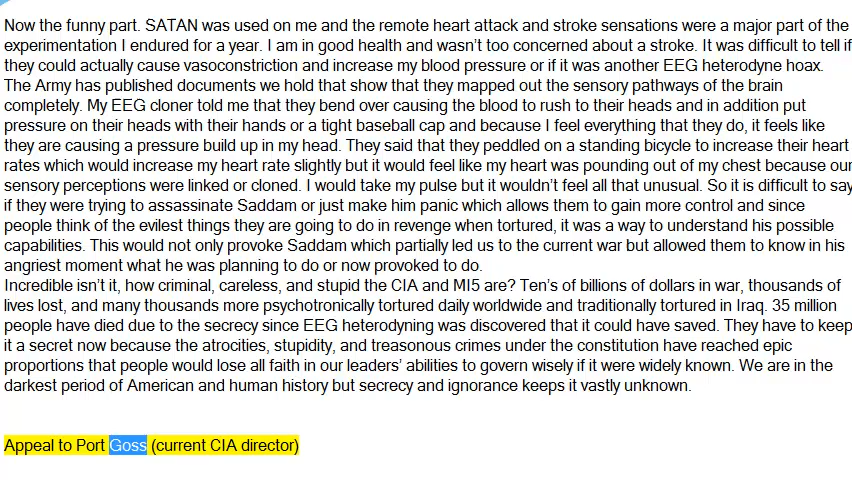 Now the funny part. SATAN was used on me and the remote heart attack and stroke sensations were a major part of the
experimentation I endured for a year. I am in good health and wasn't too concerned about a stroke. It was difficult to tell if
they could actually cause vasoconstriction and increase my blood pressure or if it was another EEG heterodyne hoax.
The Army has published documents we hold that show that they mapped out the sensory pathways of the brain
completely. My EEG cloner told me that they bend over causing the blood to rush to their heads and in addition put
pressure on their heads with their hands or a tight baseball cap and because I feel everything that they do, it feels like
they are causing a pressure build up in my head. They said that they peddled on a standing bicycle to increase their heart
rates which would increase my heart rate slightly but it would feel like my heart was pounding out of my chest because our
sensory perceptions were linked or cloned. I would take my pulse but it wouldn't feel all that unusual. So it is difficult to say
if they were trying to assassinate Saddam or just make him panic which allows them to gain more control and since
people think of the evilest things they are going to do in revenge when tortured, it was a way to understand his possible
capabilities. This would not only provoke Saddam which partially led us to the current war but allowed them to know in his
angriest moment what he was planning to do or now provoked to do.
Incredible isn't it, how criminal, careless, and stupid the CIA and MI5 are? Ten's of billions of dollars in war, thousands of
lives lost, and many thousands more psychotronically tortured daily worldwide and traditionally tortured in Iraq. 35 million
people have died due to the secrecy since EEG heterodyning was discovered that it could have saved. They have to keep
it a secret now because the atrocities, stupidity, and treasonous crimes under the constitution have reached epic
proportions that people would lose all faith in our leaders' abilities to govern wisely if it were widely known. We are in the
darkest period of American and human history but secrecy and ignorance keeps it vastly unknown.
Appeal to Port Goss (current CIA director)